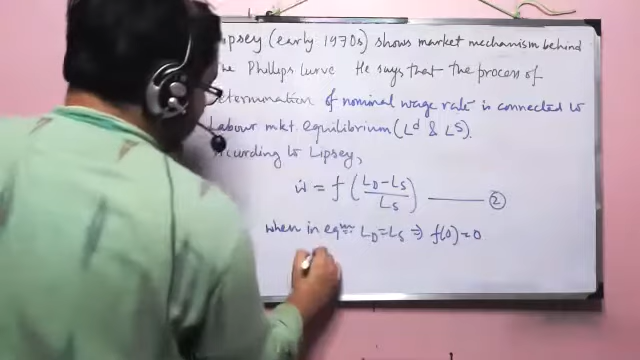 Lipsey (early 1970s) shows market mechanism behind
the Phillips Curve. He says that the process of
determination of nominal wage rate is connected to
Labour mkt. equilibrium (Lᵈ & Lˢ).
According to Lipsey,
ẇ = f ( (L_D - L_S) / L_S ) ——— ②
when in eqᵐ. L_D = L_S ⇒ f(0) = 0